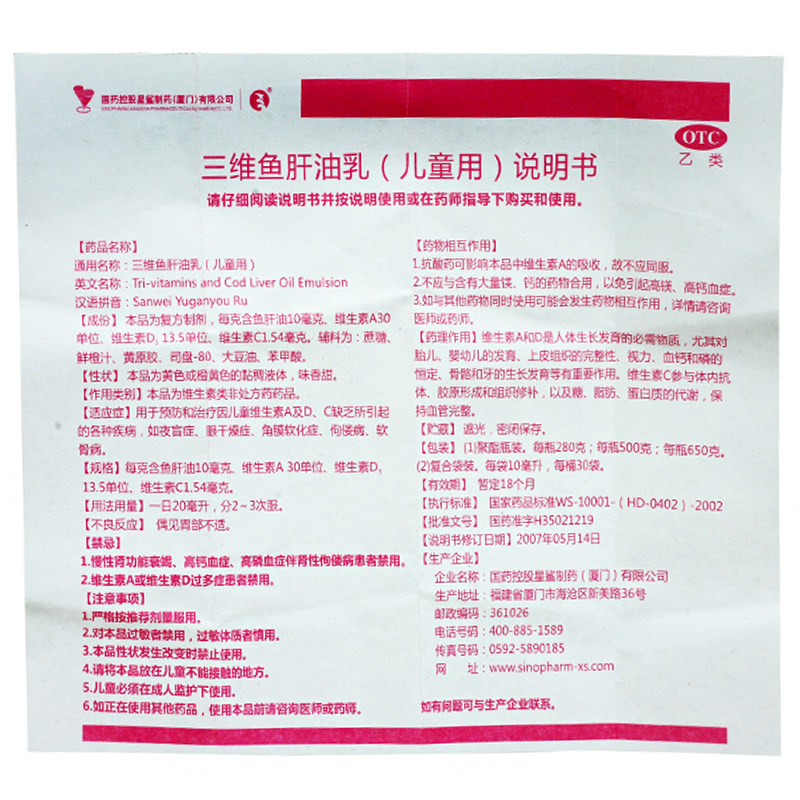 国药控股星鲨制药(厦门)有限公司
OTC
乙类
三维鱼肝油乳(儿童用)说明书
请仔细阅读说明书并按说明使用或在药师指导下购买和使用。
【药品名称】
通用名称:三维鱼肝油乳(儿童用)
英文名称:Tri-vitamins and Cod Liver Oil Emulsion
汉语拼音:Sanwei Yuganyou Ru
【成份】 本品为复方制剂,每克含鱼肝油10毫克、维生素A30
单位、维生素D, 13.5单位、维生素C1.54毫克。辅料为:蔗糖、
鲜橙汁、黄原胶、司盘-80、大豆油、苯甲酸。
【性状】 本品为黄色或橙黄色的黏稠液体,味香甜。
【作用类别】本品为维生素类非处方药药品。
【适应症】用于预防和治疗因儿童维生素A及D、C缺乏所引起
的各种疾病,如夜盲症、眼干燥症、角膜软化症、佝偻病、软
骨病。
【规格】每克含鱼肝油10毫克、维生素A 30单位、维生素D,
13.5单位、维生素C1.54毫克。
【用法用量】一日20毫升,分2~3次服。
【不良反应】 偶见胃部不适。
【禁忌】
1.慢性肾功能衰竭、高钙血症、高磷血症伴肾性佝偻病患者禁用。
2.维生素A或维生素D过多症患者禁用。
【注意事项】
1.严格按推荐剂量服用。
2.对本品过敏者禁用,过敏体质者慎用。
3.本品性状发生改变时禁止使用。
4.请将本品放在儿童不能接触的地方。
5.儿童必须在成人监护下使用。
6.如正在使用其他药品,使用本品前请咨询医师或药师。
【药物相互作用】
1.抗酸药可影响本品中维生素A的吸收,故不应同服。
2.不应与含有大量镁、钙的药物合用,以免引起高镁、高钙血症。
3.如与其他药物同时使用可能会发生药物相互作用,详情请咨询
医师或药师。
【药理作用】维生素A和D是人体生长发育的必需物质,尤其对
胎儿、婴幼儿的发育、上皮组织的完整性、视力、血钙和磷的
恒定、骨骼和牙的生长发育等有重要作用。维生素C参与体内抗
体、胶原形成和组织修补,以及糖、脂肪、蛋白质的代谢,保
持血管完整。
【贮藏】 遮光,密闭保存。
【包装】 (1)聚酯瓶装。每瓶280克;每瓶500克;每瓶650克。
(2)复合袋装。每袋10毫升,每桶30袋。
【有效期】 暂定18个月
【执行标准】 国家药品标准WS-10001-(HD-0402)-2002
【批准文号】 国药准字H35021219
【说明书修订日期】2007年05月14日
【生产企业】
企业名称:国药控股星鲨制药(厦门)有限公司
生产地址:福建省厦门市海沧区新美路36号
邮政编码:361026
电话号码:400-885-1589
传真号码:0592-5890185
网 址:www.sinopharm-xs.com
如有问题可与生产企业联系。